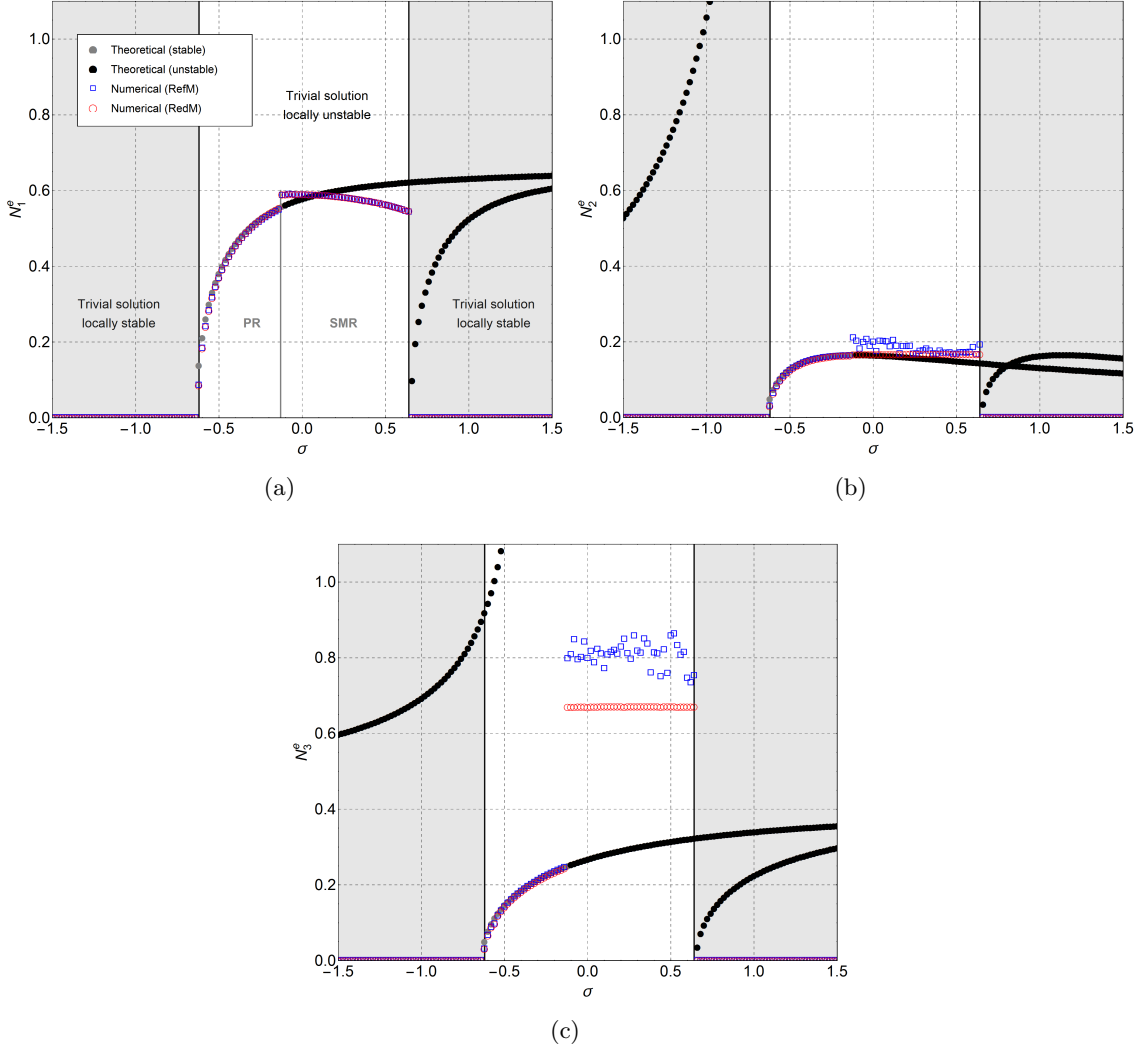 1.0
0.8
0.6
0.4
0.2
0.0
N₁ᵉ
Theoretical (stable)
Theoretical (unstable)
Numerical (RefM)
Numerical (RedM)
Trivial solution
locally unstable
Trivial solution
locally stable
PR
SMR
Trivial solution
locally stable
−1.5 −1.0 −0.5 0.0 0.5 1.0 1.5
σ
(a)
1.0
0.8
0.6
0.4
0.2
0.0
N₂ᵉ
−1.5 −1.0 −0.5 0.0 0.5 1.0 1.5
σ
(b)
1.0
0.8
0.6
0.4
0.2
0.0
N₃ᵉ
−1.5 −1.0 −0.5 0.0 0.5 1.0 1.5
σ
(c)